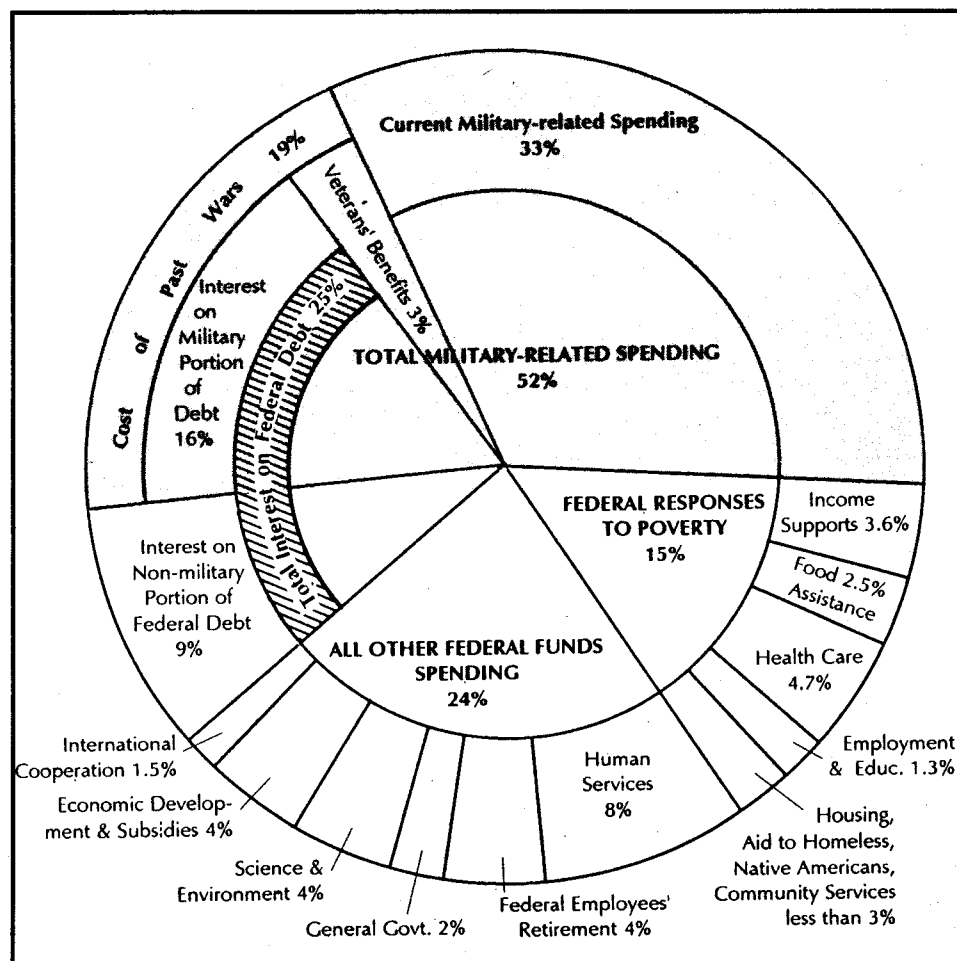 Current Military-related Spending
33%
Cost of Past Wars 19%
Veterans' Benefits 3%
Interest
on
Military
Portion
of
Debt
16%
Total Interest on Federal Debt 25%
TOTAL MILITARY-RELATED SPENDING
52%
FEDERAL RESPONSES
TO POVERTY
15%
Income
Supports 3.6%
Food 2.5%
Assistance
Health Care
4.7%
Employment
& Educ. 1.3%
Housing,
Aid to Homeless,
Native Americans,
Community Services
less than 3%
Interest on
Non-military
Portion of
Federal Debt
9%
ALL OTHER FEDERAL FUNDS
SPENDING
24%
Human
Services
8%
International
Cooperation 1.5%
Economic Develop-
ment & Subsidies 4%
Science &
Environment 4%
General Govt. 2%
Federal Employees'
Retirement 4%